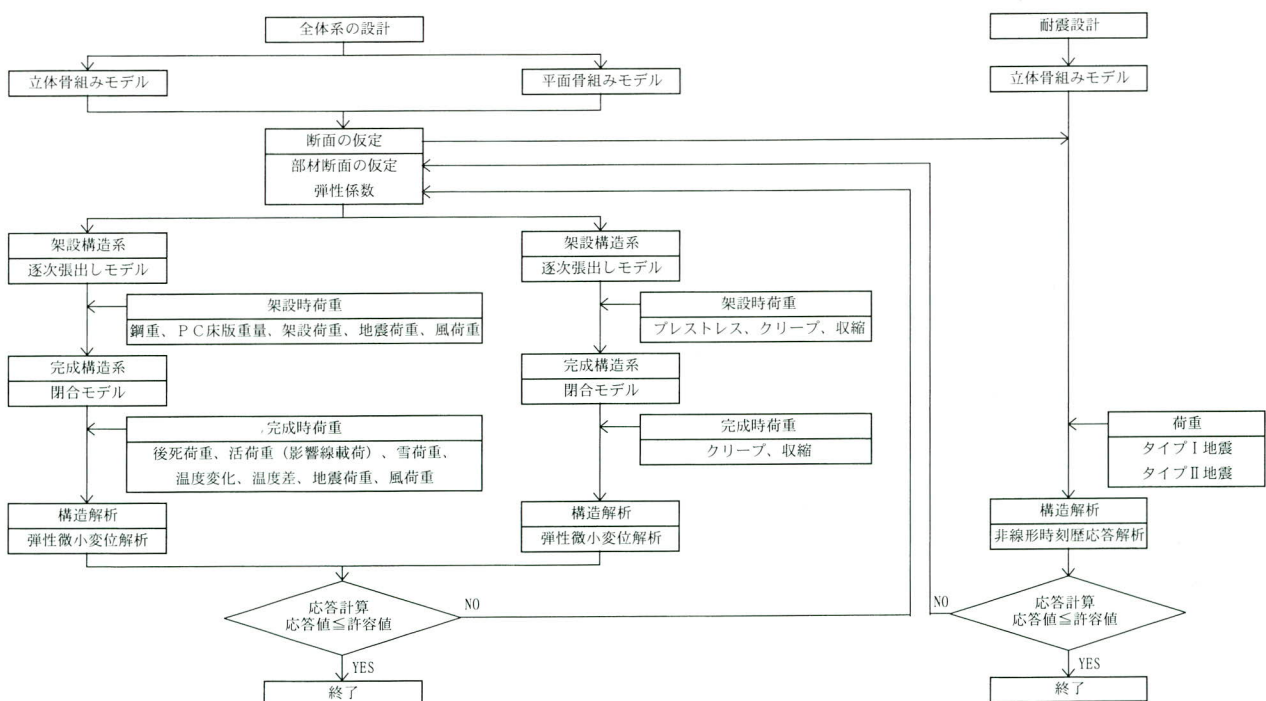 全体系の設計
立体骨組みモデル
平面骨組みモデル
断面の仮定
部材断面の仮定
弾性係数
架設構造系
逐次張出しモデル
架設時荷重
鋼重、PC床版重量、架設荷重、地震荷重、風荷重
完成構造系
閉合モデル
完成時荷重
後死荷重、活荷重(影響線載荷)、雪荷重、
温度変化、温度差、地震荷重、風荷重
構造解析
弾性微小変位解析
架設構造系
逐次張出しモデル
架設時荷重
プレストレス、クリープ、収縮
完成構造系
閉合モデル
完成時荷重
クリープ、収縮
構造解析
弾性微小変位解析
応答計算
応答値≦許容値
NO
YES
終了
耐震設計
立体骨組みモデル
荷重
タイプⅠ地震
タイプⅡ地震
構造解析
非線形時刻歴応答解析
応答計算
応答値≦許容値
NO
YES
終了